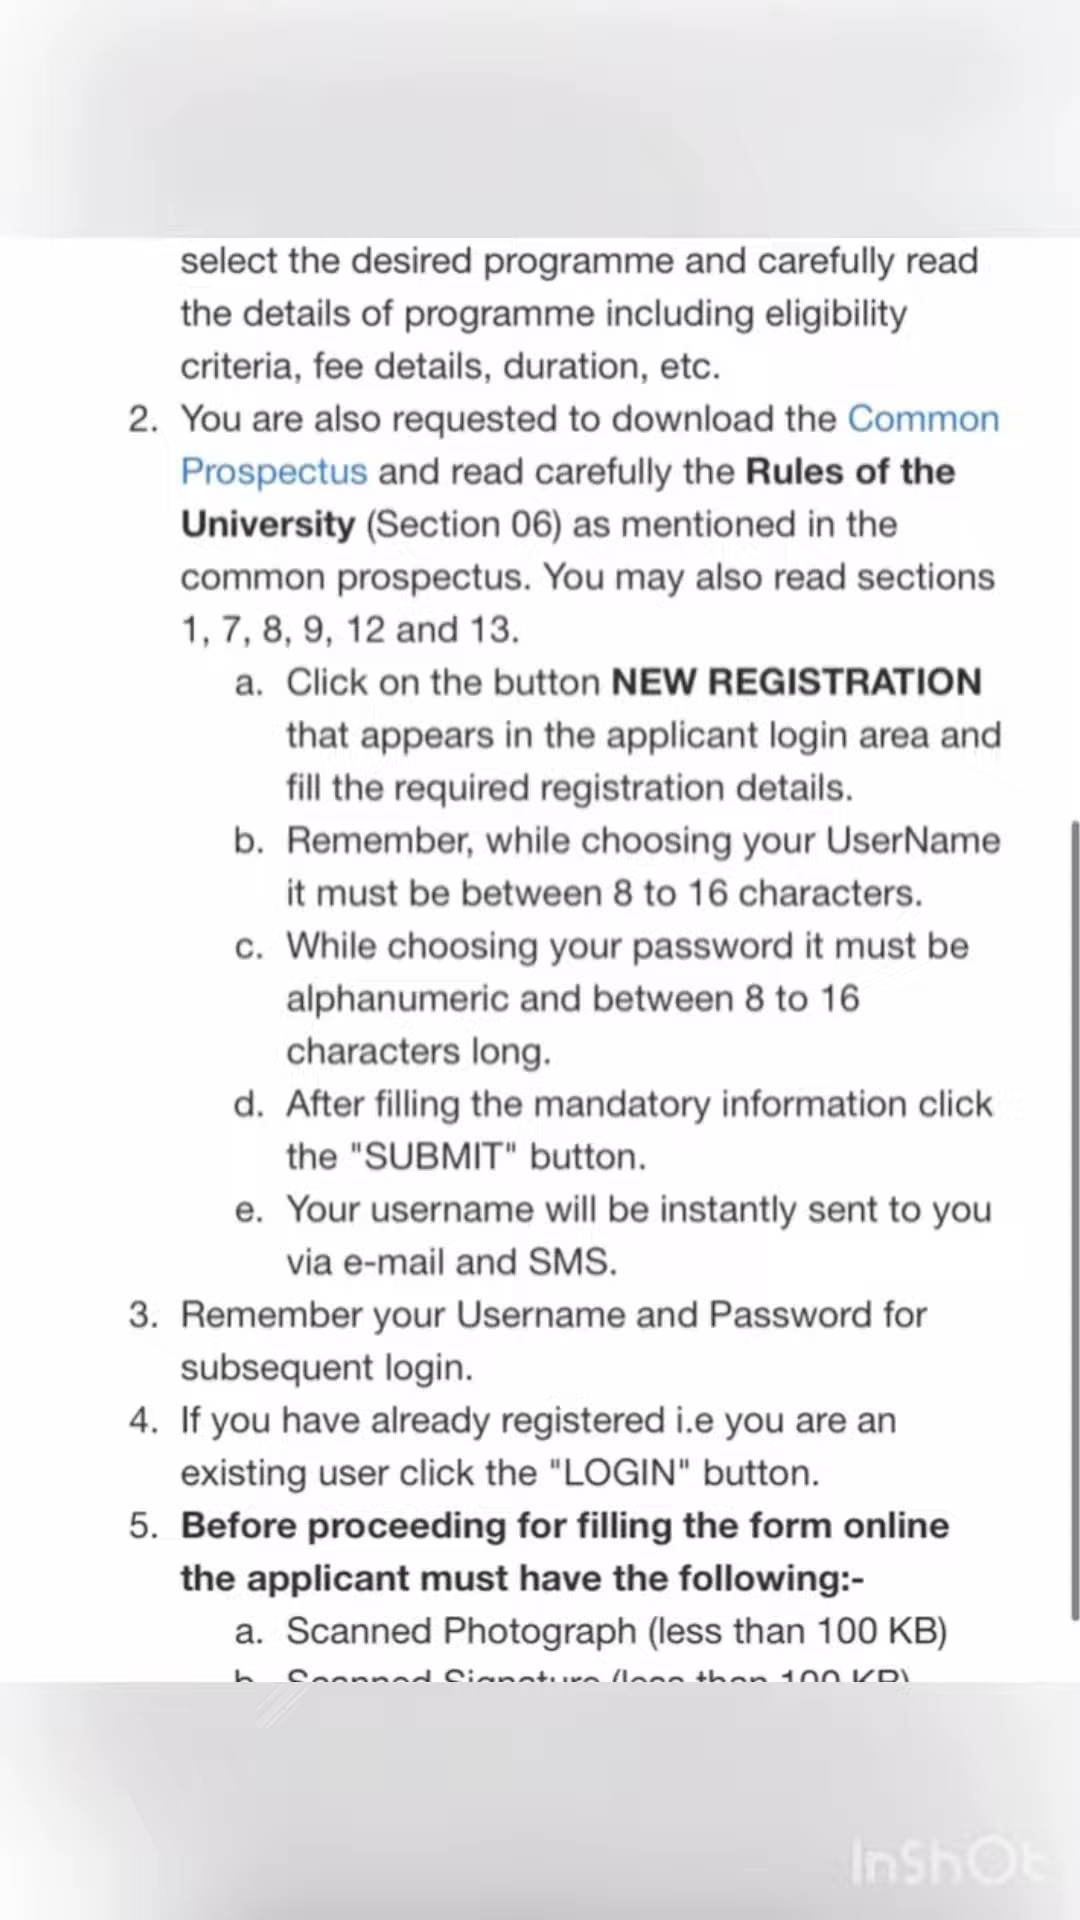 select the desired programme and carefully read
the details of programme including eligibility
criteria, fee details, duration, etc.
2. You are also requested to download the Common
Prospectus and read carefully the Rules of the
University (Section 06) as mentioned in the
common prospectus. You may also read sections
1, 7, 8, 9, 12 and 13.
a. Click on the button NEW REGISTRATION
that appears in the applicant login area and
fill the required registration details.
b. Remember, while choosing your UserName
it must be between 8 to 16 characters.
c. While choosing your password it must be
alphanumeric and between 8 to 16
characters long.
d. After filling the mandatory information click
the "SUBMIT" button.
e. Your username will be instantly sent to you
via e-mail and SMS.
3. Remember your Username and Password for
subsequent login.
4. If you have already registered i.e you are an
existing user click the "LOGIN" button.
5. Before proceeding for filling the form online
the applicant must have the following:-
a. Scanned Photograph (less than 100 KB)
b. Scanned Signature (less than 100 KB)
InShOt